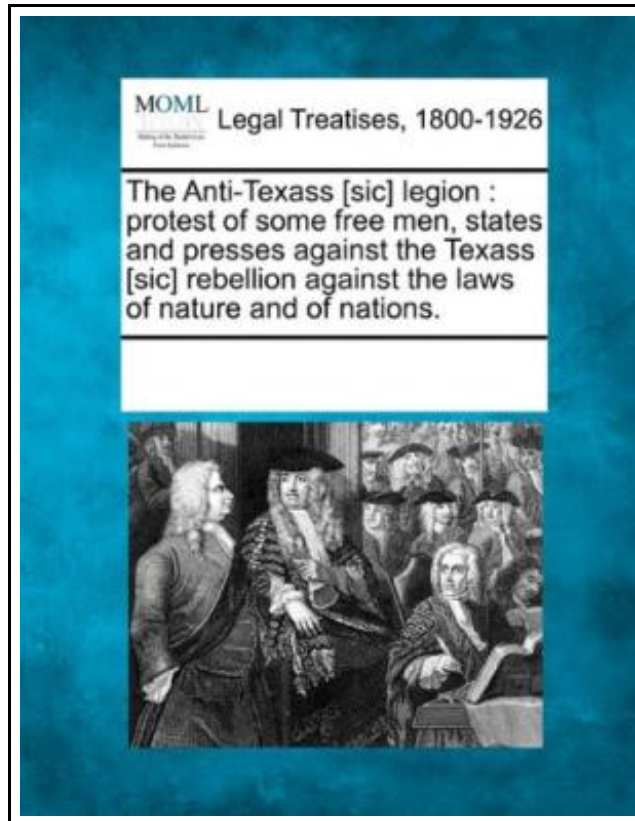 MOML
Legal Treatises, 1800-1926
The Anti-Texass [sic] legion :
protest of some free men, states
and presses against the Texass
[sic] rebellion against the laws
of nature and of nations.